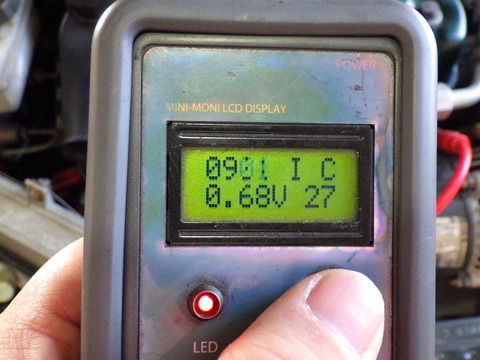 POWER
MINI-MONI LCD DISPLAY
0901 I C
0.68V 27
LED